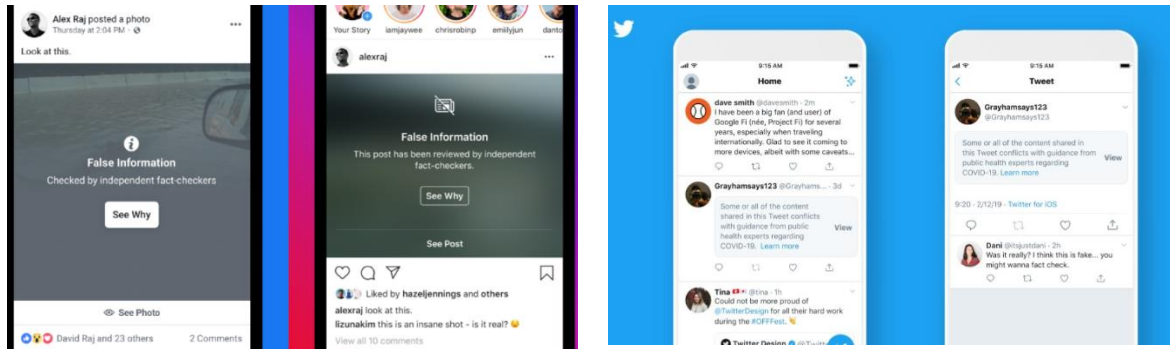 Alex Raj posted a photo
Thursday at 2:04 PM ·
Look at this.
False Information
Checked by independent fact-checkers
See Why
See Photo
David Raj and 23 others 2 Comments
Your Story iamjaywee chrisrobinp emiilyjun danto
alexraj
False Information
This post has been reviewed by independent
fact-checkers.
See Why
See Post
Liked by hazeljennings and others
alexraj look at this.
lizunakim this is an insane shot - is it real?
View all 10 comments
9:15 AM
Home
dave smith @davesmith · 2m
I have been a big fan (and user) of
Google Fi (née, Project Fi) for several
years, especially when traveling
internationally. Glad to see it coming to
more devices, albeit with some caveats...
Grayhamsays123 @Grayhams... · 3d
Some or all of the content
shared in this Tweet conflicts
with guidance from public
health experts regarding
COVID-19. Learn more
View
Tina @tina · 1h
Could not be more proud of
@TwitterDesign for all their hard work
during the #OFFFest.
Twitter Design @Twitt
9:15 AM
Tweet
Grayhamsays123
@Grayhamsays123
Some or all of the content shared in
this Tweet conflicts with guidance from
public health experts regarding
COVID-19. Learn more
View
9:20 · 2/12/19 · Twitter for iOS
Dani @itsjustdani · 2h
Was it really? I think this is fake... you
might wanna fact check.